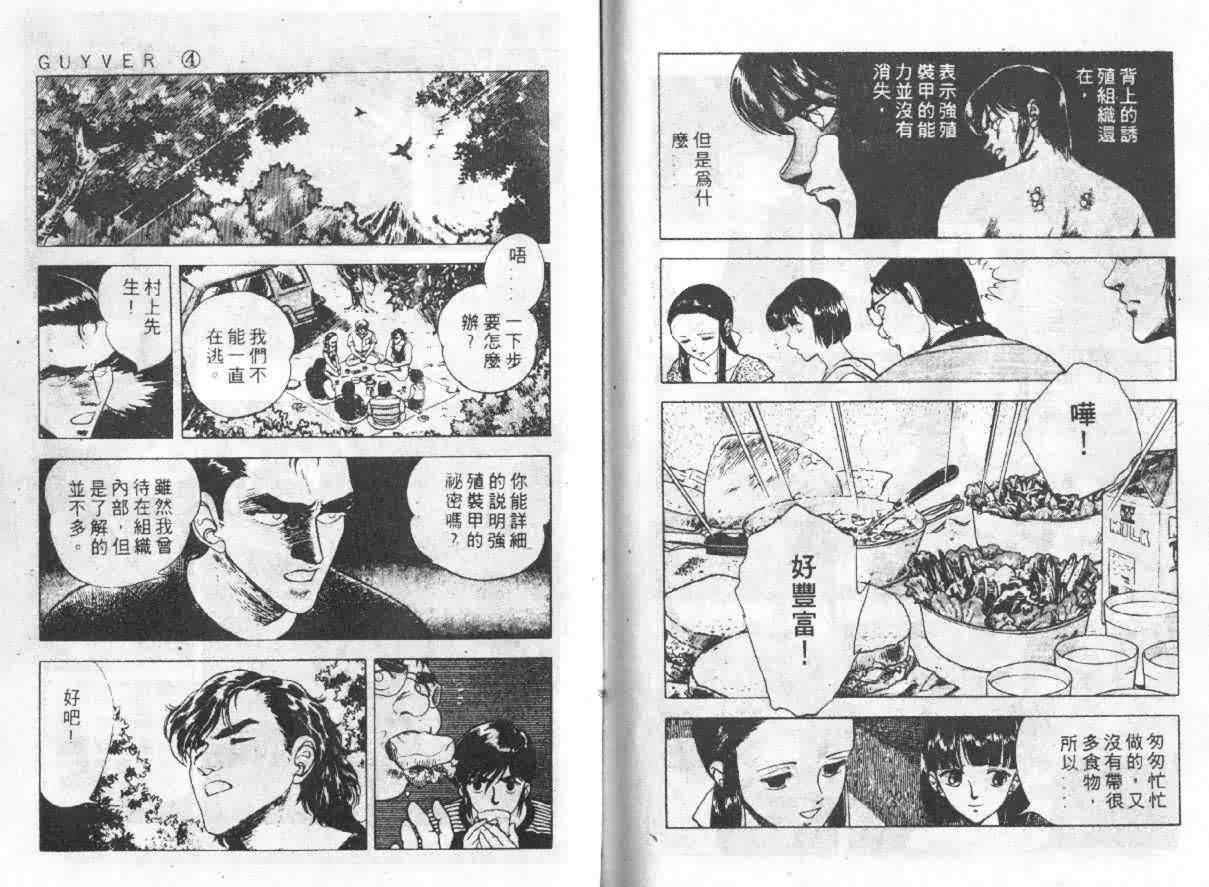 背上的誘
殖組織還
在．
表示強殖
裝甲的能
力並沒有
消失．
但是爲什
麼……
嘩！
好豐富！
MILK
匆匆忙忙
做的，又
沒有帶很
多食物，
所以……
GUYVER ④
唔……
一下步
要怎麼
辦？
我們不
能一直
在逃。
村上先
生！
你能詳細
的説明強
殖裝甲的
祕密嗎？
雖然我曾
待在組織
內部，但
是了解的
並不多。
好吧！